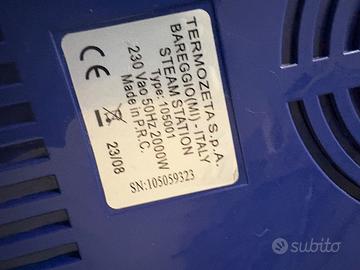 TERMOZETA S.P.A.
BAREGGIO(MI)-ITALY
STEAM STATION
Type: 105001
230 Vac 50Hz 2000W
Made in P.R.C.
CE
23/08
SN:105059323
subito